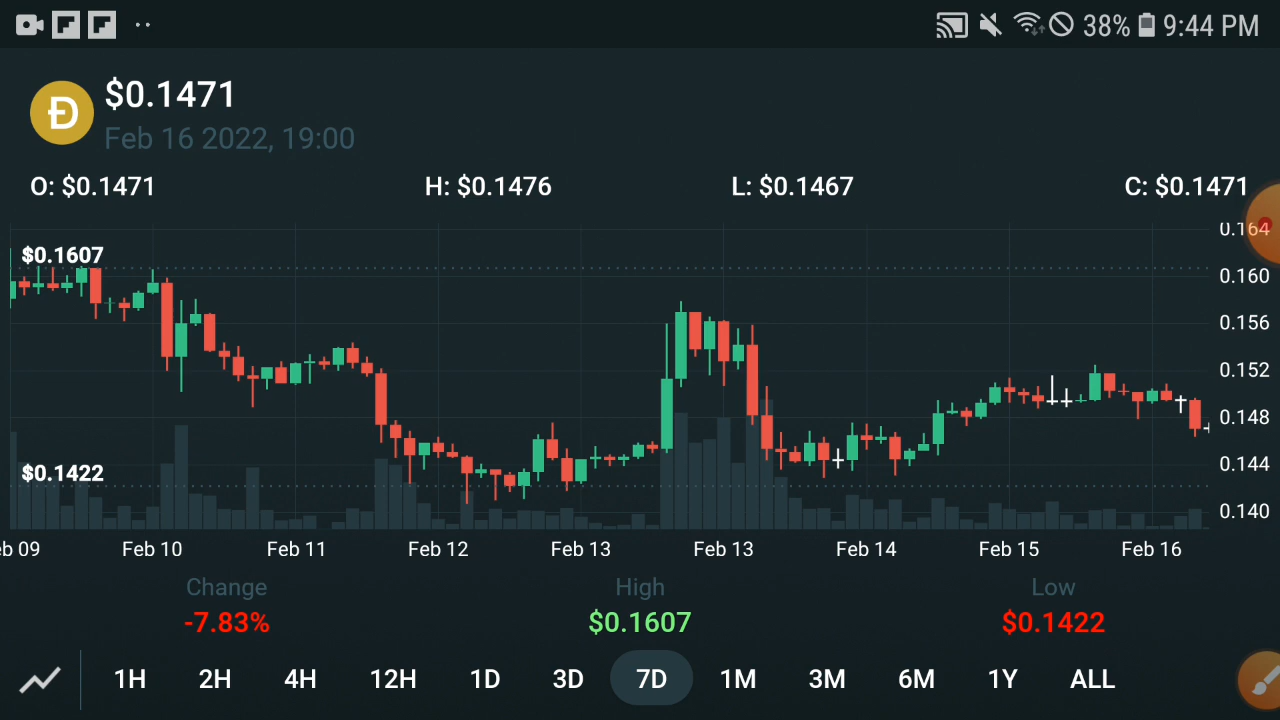 38% 9:44 PM
$0.1471
Feb 16 2022, 19:00
O: $0.1471 H: $0.1476 L: $0.1467 C: $0.1471
0.164
$0.1607
0.160
0.156
0.152
0.148
0.144
$0.1422
0.140
b 09 Feb 10 Feb 11 Feb 12 Feb 13 Feb 13 Feb 14 Feb 15 Feb 16
Change High Low
-7.83% $0.1607 $0.1422
1H 2H 4H 12H 1D 3D 7D 1M 3M 6M 1Y ALL